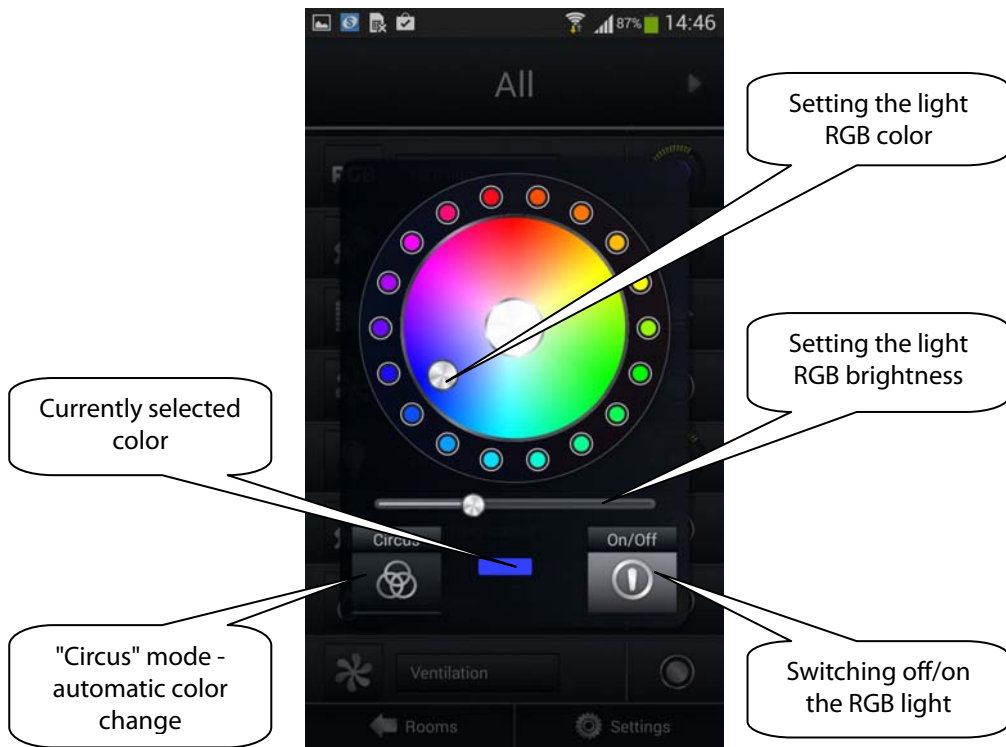 87% 14:46
All
Setting the light
RGB color
RGB
Setting the light
RGB brightness
Currently selected
color
Circus
On/Off
"Circus" mode -
automatic color
change
Switching off/on
the RGB light
Ventilation
Rooms
Settings